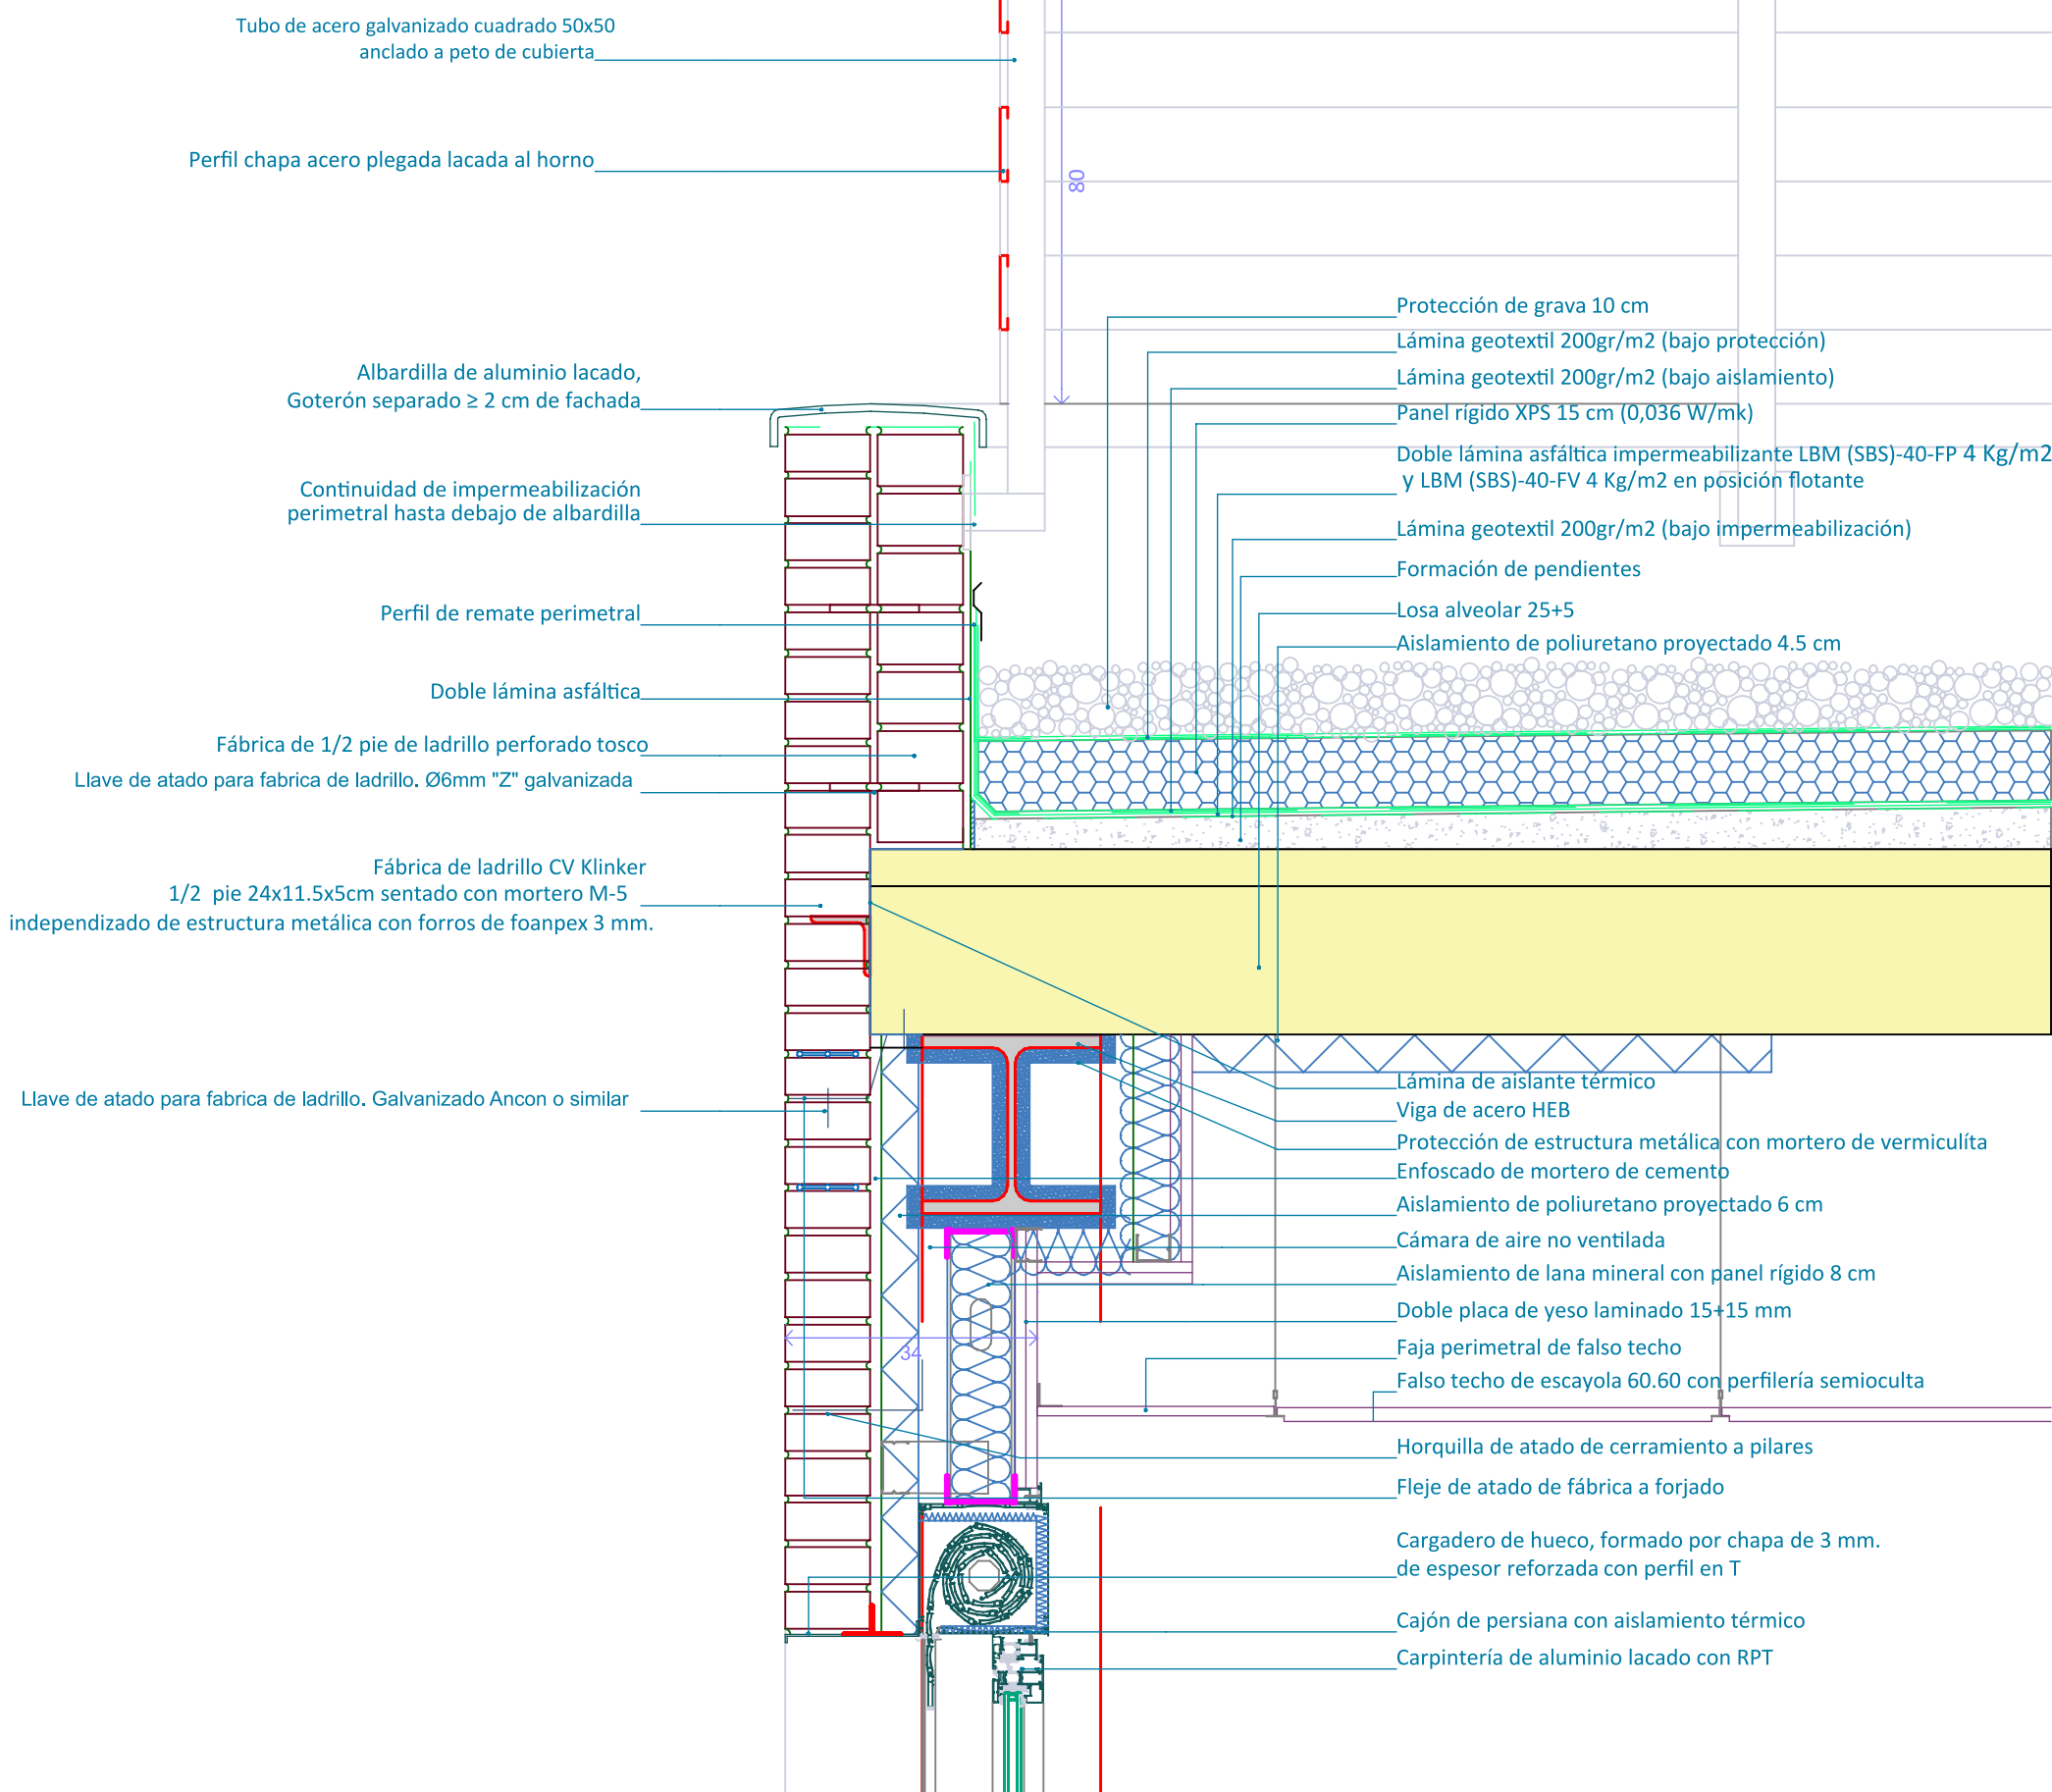 Tubo de acero galvanizado cuadrado 50x50
anclado a peto de cubierta
Perfil chapa acero plegada lacada al horno
80
Albardilla de aluminio lacado,
Goterón separado ≥ 2 cm de fachada
Continuidad de impermeabilización
perimetral hasta debajo de albardilla
Perfil de remate perimetral
Doble lámina asfáltica
Fábrica de 1/2 pie de ladrillo perforado tosco
Llave de atado para fabrica de ladrillo. Ø6mm "Z" galvanizada
Fábrica de ladrillo CV Klinker
1/2 pie 24x11.5x5cm sentado con mortero M-5
independizado de estructura metálica con forros de foanpex 3 mm.
Llave de atado para fabrica de ladrillo. Galvanizado Ancon o similar
Protección de grava 10 cm
Lámina geotextil 200gr/m2 (bajo protección)
Lámina geotextil 200gr/m2 (bajo aislamiento)
Panel rígido XPS 15 cm (0,036 W/mk)
Doble lámina asfáltica impermeabilizante LBM (SBS)-40-FP 4 Kg/m2
y LBM (SBS)-40-FV 4 Kg/m2 en posición flotante
Lámina geotextil 200gr/m2 (bajo impermeabilización)
Formación de pendientes
Losa alveolar 25+5
Aislamiento de poliuretano proyectado 4.5 cm
Lámina de aislante térmico
Viga de acero HEB
Protección de estructura metálica con mortero de vermiculíta
Enfoscado de mortero de cemento
Aislamiento de poliuretano proyectado 6 cm
Cámara de aire no ventilada
Aislamiento de lana mineral con panel rígido 8 cm
Doble placa de yeso laminado 15+15 mm
34
Faja perimetral de falso techo
Falso techo de escayola 60.60 con perfilería semioculta
Horquilla de atado de cerramiento a pilares
Fleje de atado de fábrica a forjado
Cargadero de hueco, formado por chapa de 3 mm.
de espesor reforzada con perfil en T
Cajón de persiana con aislamiento térmico
Carpintería de aluminio lacado con RPT